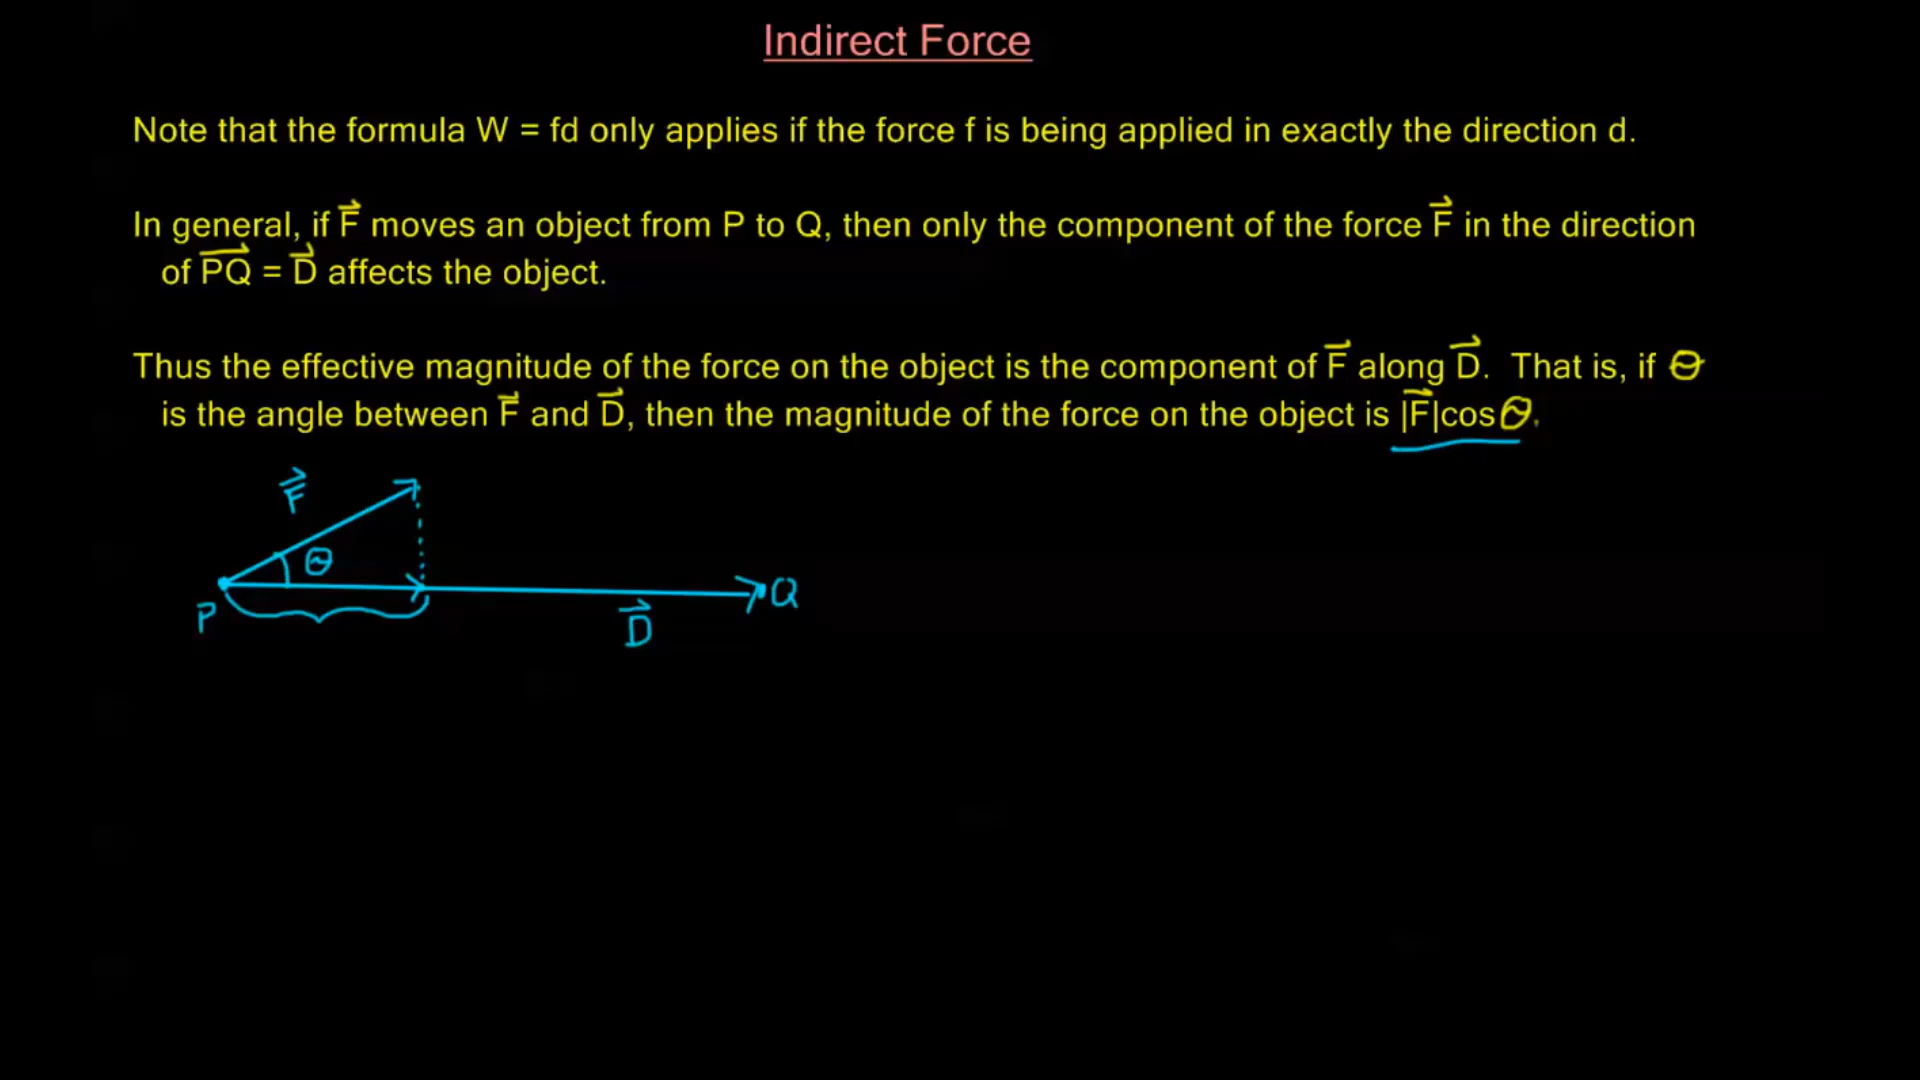 Indirect Force
Note that the formula W = fd only applies if the force f is being applied in exactly the direction d.
In general, if F⃗ moves an object from P to Q, then only the component of the force F⃗ in the direction
of P⃗Q⃗ = D⃗ affects the object.
Thus the effective magnitude of the force on the object is the component of F⃗ along D⃗. That is, if θ
is the angle between F⃗ and D⃗, then the magnitude of the force on the object is |F⃗|cosθ.
F⃗
θ
P
Q
D⃗